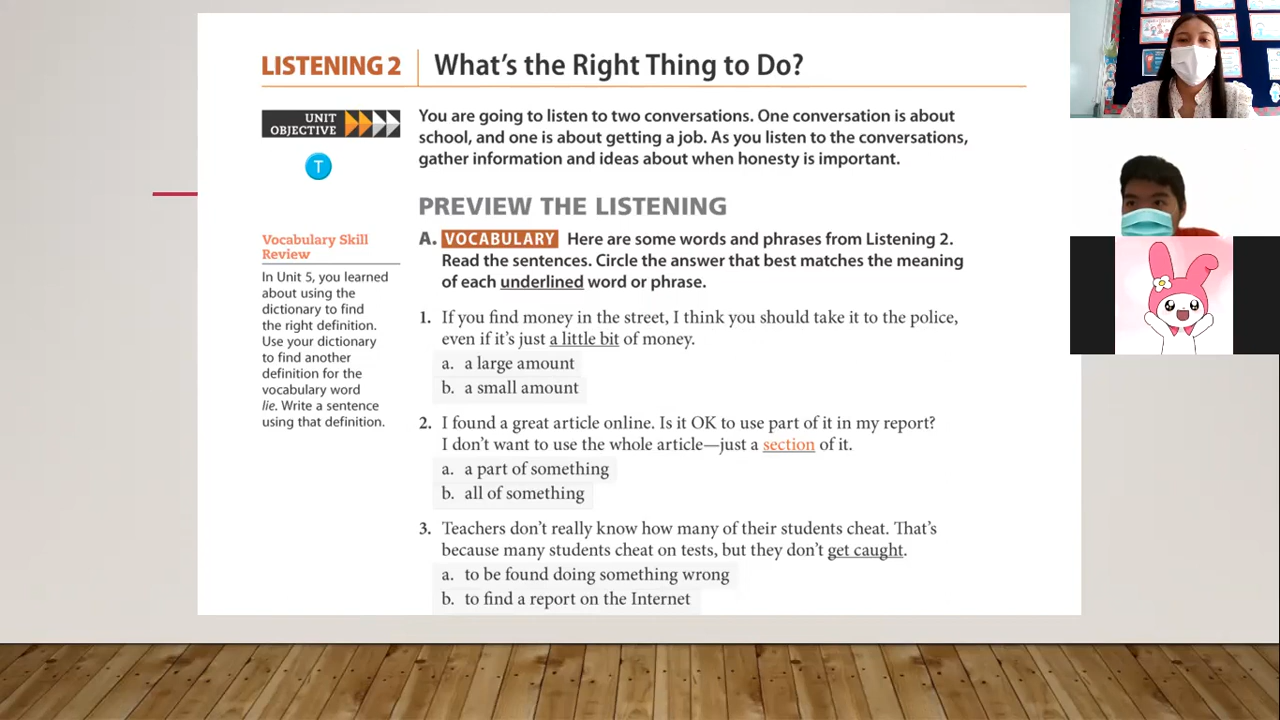 LISTENING 2
What's the Right Thing to Do?
UNIT
OBJECTIVE
T
You are going to listen to two conversations. One conversation is about
school, and one is about getting a job. As you listen to the conversations,
gather information and ideas about when honesty is important.
PREVIEW THE LISTENING
Vocabulary Skill
Review
In Unit 5, you learned
about using the
dictionary to find
the right definition.
Use your dictionary
to find another
definition for the
vocabulary word
lie. Write a sentence
using that definition.
A. VOCABULARY Here are some words and phrases from Listening 2.
Read the sentences. Circle the answer that best matches the meaning
of each underlined word or phrase.
1. If you find money in the street, I think you should take it to the police,
even if it's just a little bit of money.
a. a large amount
b. a small amount
2. I found a great article online. Is it OK to use part of it in my report?
I don't want to use the whole article—just a section of it.
a. a part of something
b. all of something
3. Teachers don't really know how many of their students cheat. That's
because many students cheat on tests, but they don't get caught.
a. to be found doing something wrong
b. to find a report on the Internet